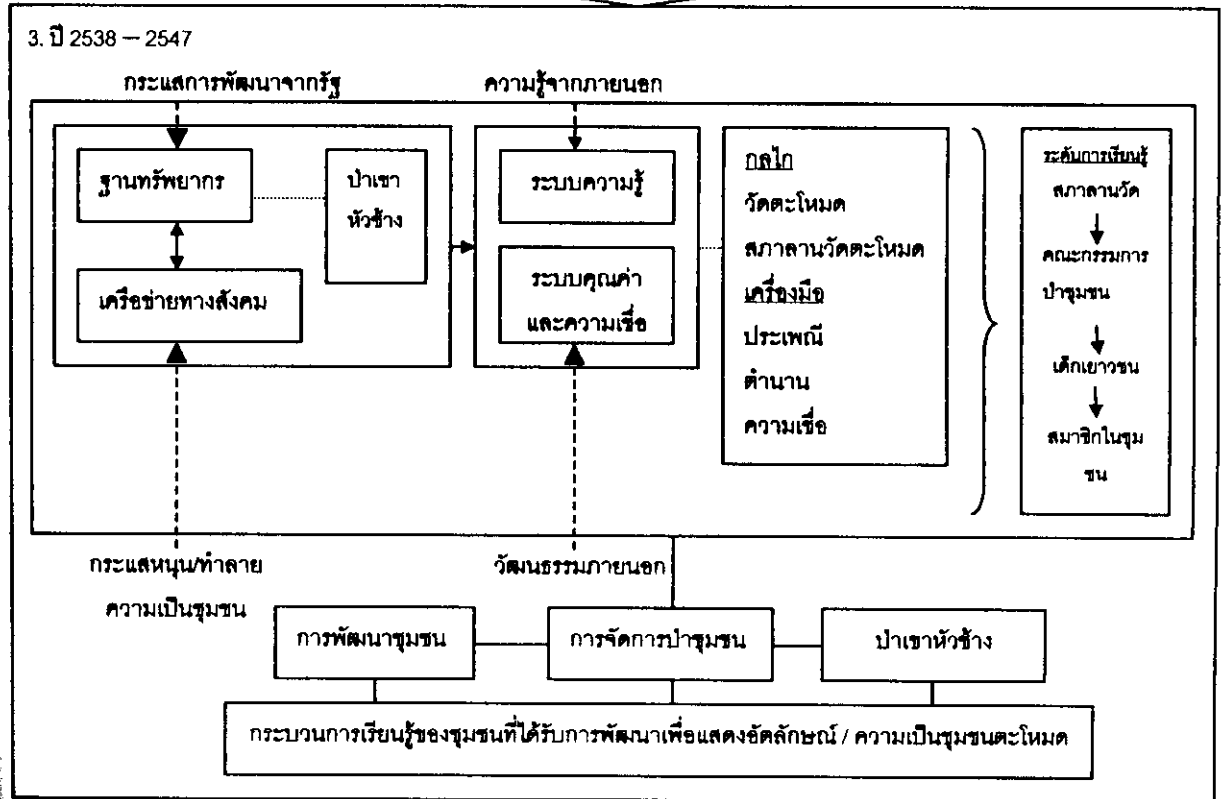 3. ปี 2538 – 2547
กระแสการพัฒนาจากรัฐ
ความรู้จากภายนอก
ฐานทรัพยากร
ป่าเขา
หัวช้าง
เครือข่ายทางสังคม
ระบบความรู้
ระบบคุณค่า
และความเชื่อ
กลไก
วัดตะโหมด
สภาลานวัดตะโหมด
เครื่องมือ
ประเพณี
ตำนาน
ความเชื่อ
ระดับการเรียนรู้
สภาลานวัด
คณะกรรมการ
ป่าชุมชน
เด็กเยาวชน
สมาชิกในชุม
ชน
กระแสหนุน/ทำลาย
ความเป็นชุมชน
วัฒนธรรมภายนอก
การพัฒนาชุมชน
การจัดการป่าชุมชน
ป่าเขาหัวช้าง
กระบวนการเรียนรู้ของชุมชนที่ได้รับการพัฒนาเพื่อแสดงอัตลักษณ์ / ความเป็นชุมชนตะโหมด